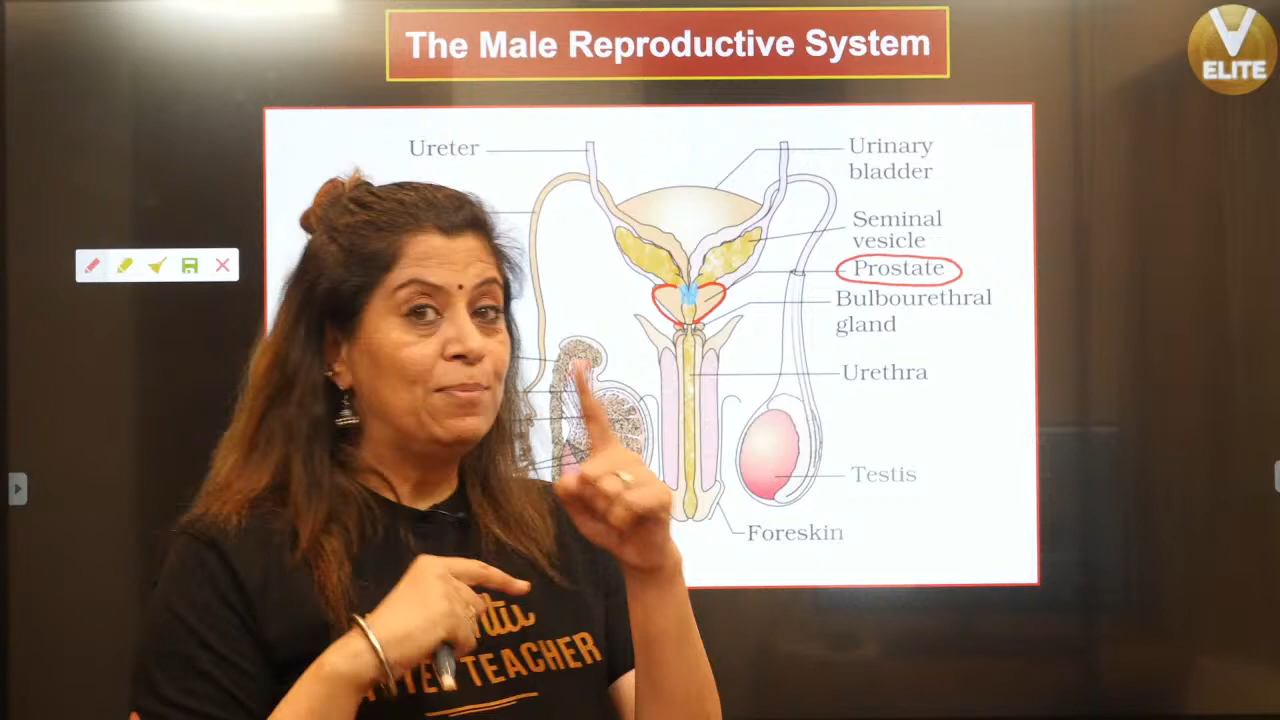 The Male Reproductive System
V
ELITE
Ureter
Urinary
bladder
Seminal
vesicle
Prostate
Bulbourethral
gland
Urethra
Testis
Foreskin
TEACHER